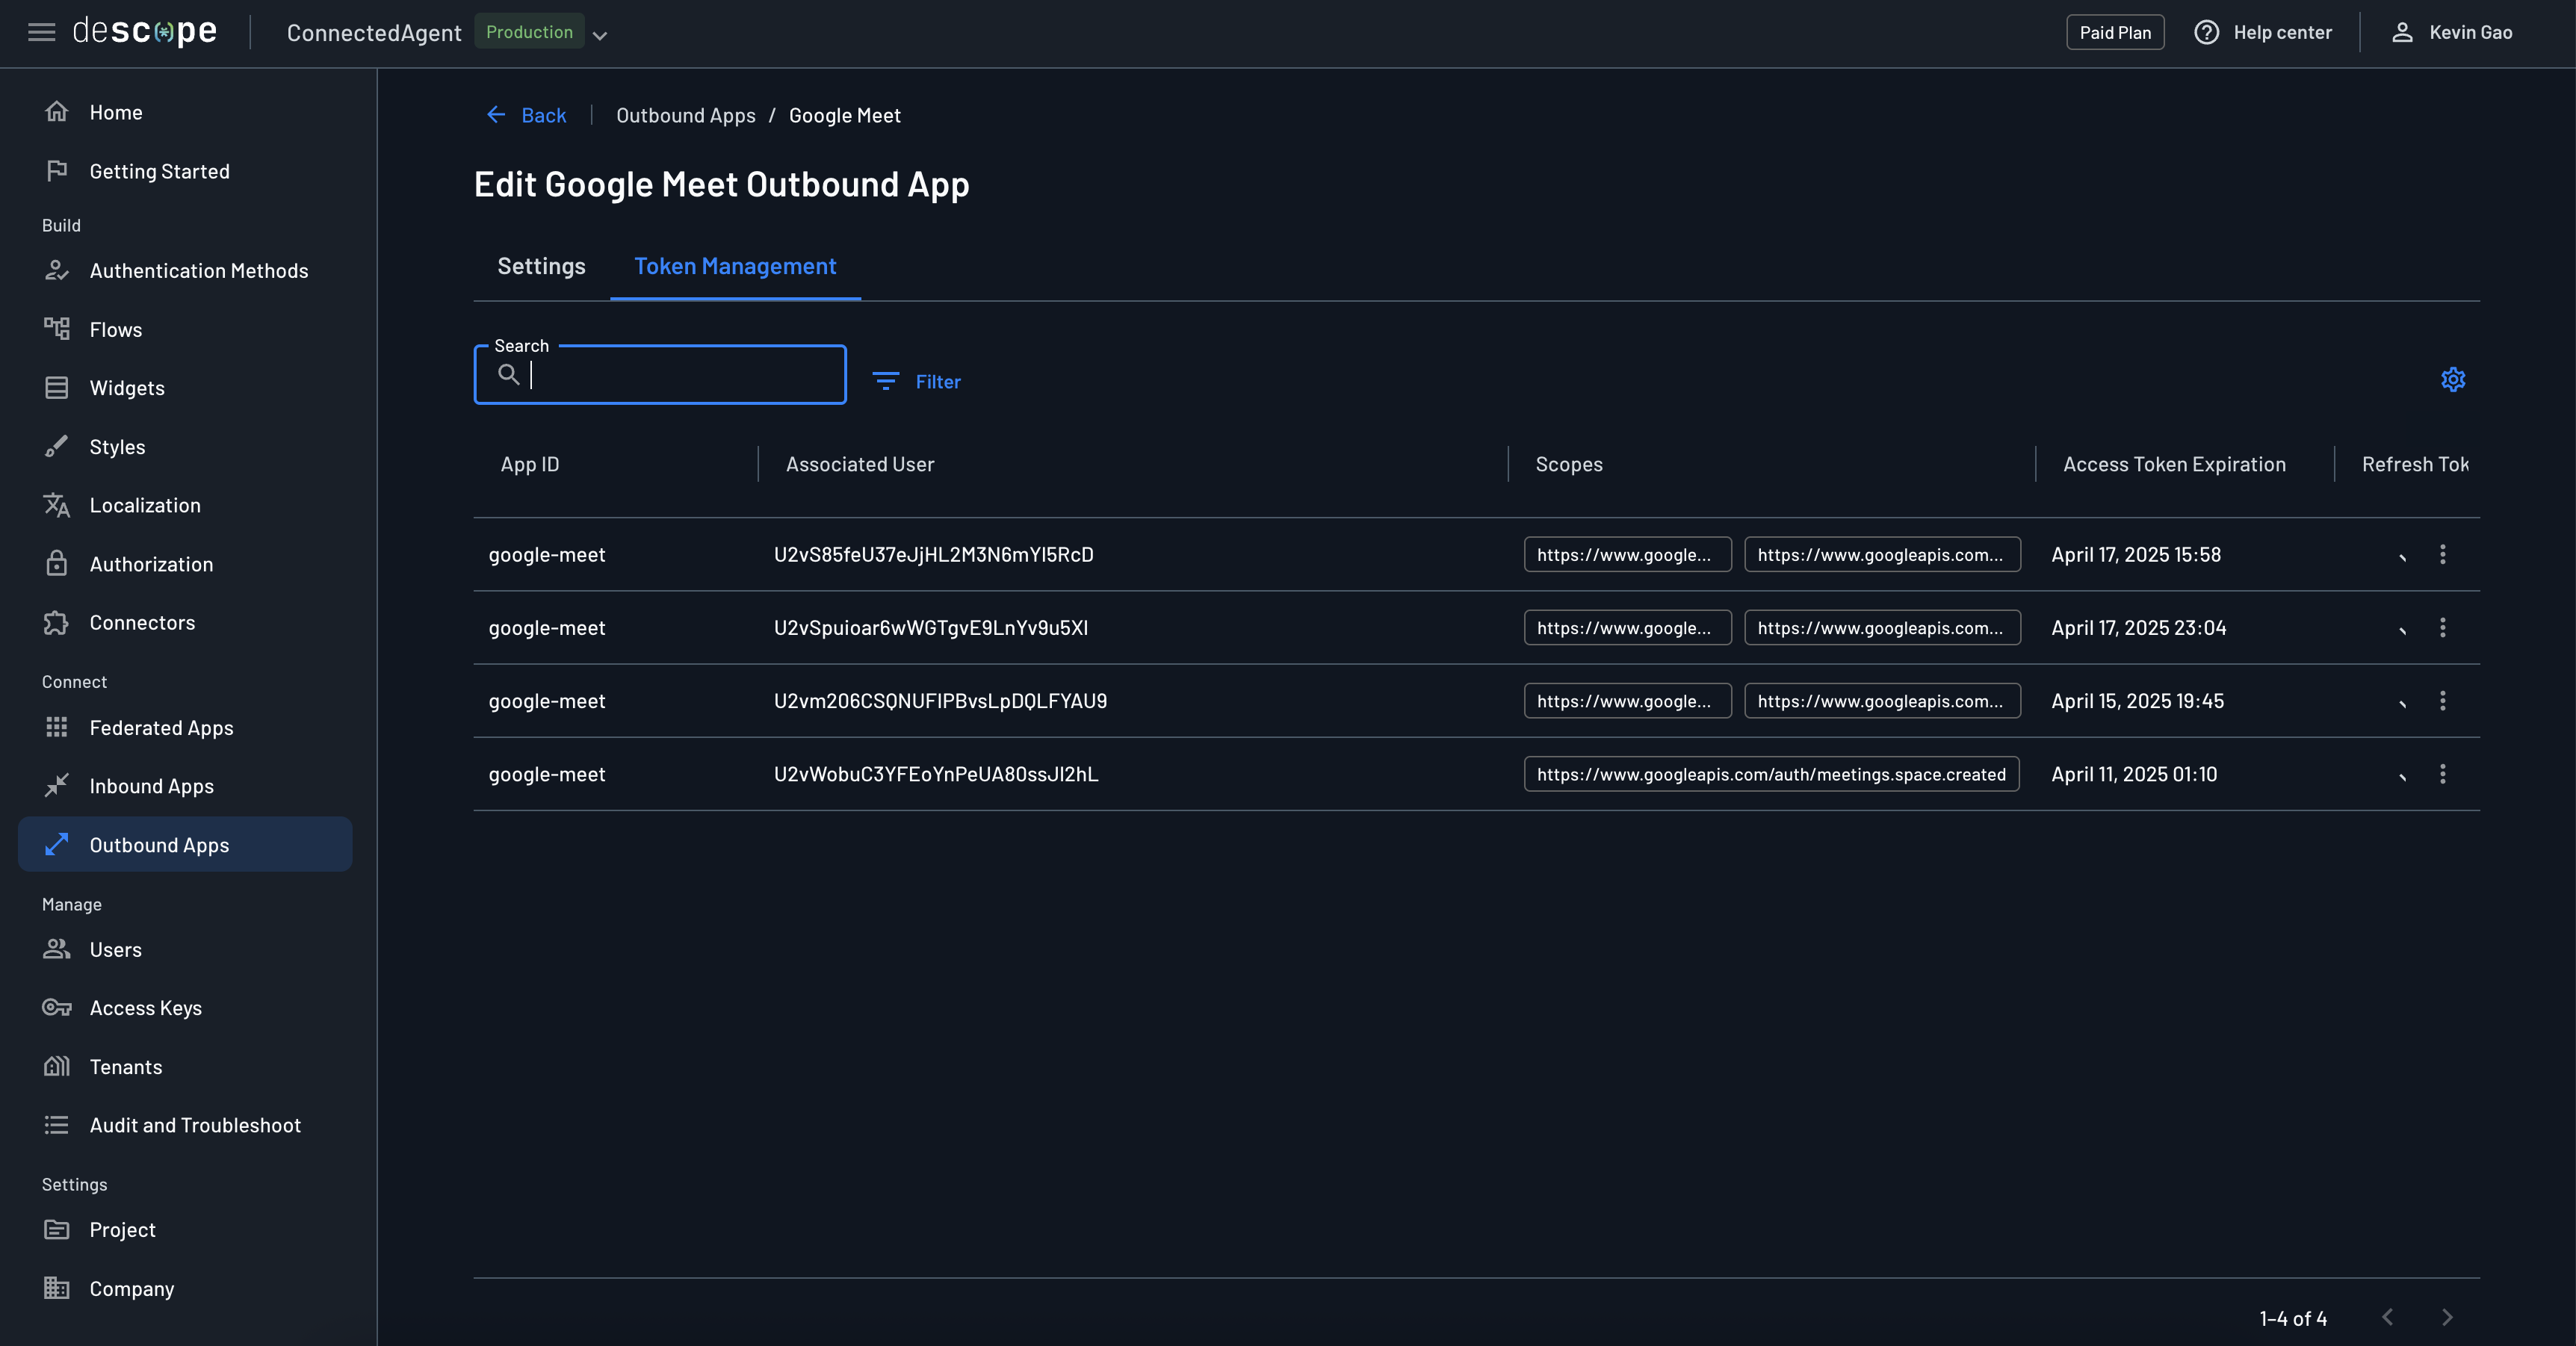 descope
ConnectedAgent Production
Paid Plan
Help center
Kevin Gao
Home
Getting Started
Build
Authentication Methods
Flows
Widgets
Styles
Localization
Authorization
Connectors
Connect
Federated Apps
Inbound Apps
Outbound Apps
Manage
Users
Access Keys
Tenants
Audit and Troubleshoot
Settings
Project
Company
Back Outbound Apps / Google Meet
Edit Google Meet Outbound App
Settings Token Management
Search
Filter
App ID Associated User Scopes Access Token Expiration Refresh Tok
google-meet U2vS85feU37eJjHL2M3N6mYl5RcD https://www.google... https://www.googleapis.com... April 17, 2025 15:58
google-meet U2vSpuioar6wWGTgvE9LnYv9u5Xl https://www.google... https://www.googleapis.com... April 17, 2025 23:04
google-meet U2vm206CSQNUFlPBvsLpDQLFYAU9 https://www.google... https://www.googleapis.com... April 15, 2025 19:45
google-meet U2vWobuC3YFEoYnPeUA80ssJl2hL https://www.googleapis.com/auth/meetings.space.created April 11, 2025 01:10
1–4 of 4